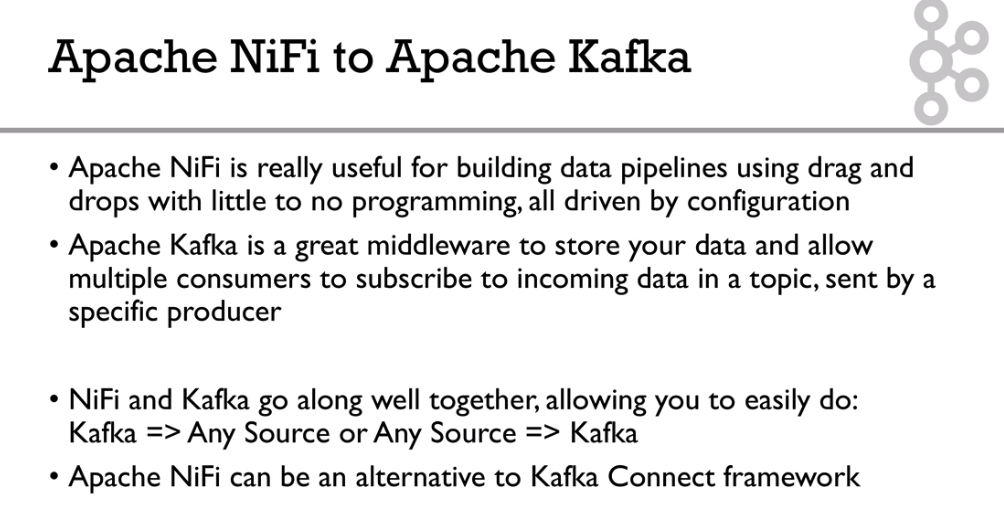 Apache NiFi to Apache Kafka
• Apache NiFi is really useful for building data pipelines using drag and
drops with little to no programming, all driven by configuration
• Apache Kafka is a great middleware to store your data and allow
multiple consumers to subscribe to incoming data in a topic, sent by a
specific producer
• NiFi and Kafka go along well together, allowing you to easily do:
Kafka => Any Source or Any Source => Kafka
• Apache NiFi can be an alternative to Kafka Connect framework